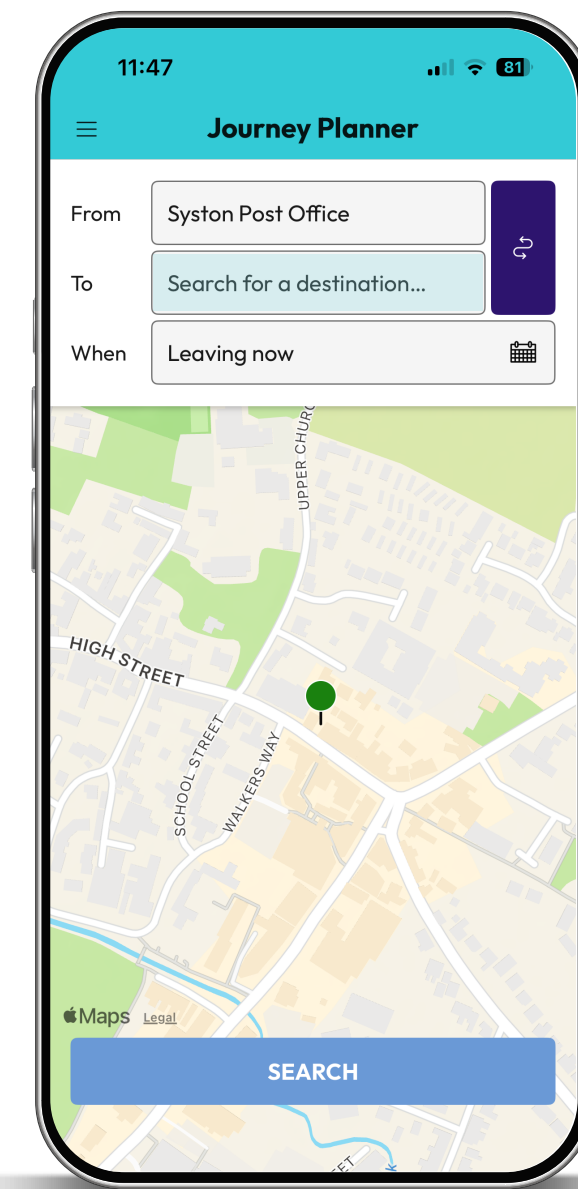 11:47
81
Journey Planner
From
Syston Post Office
To
Search for a destination...
When
Leaving now
UPPER CHURC
HIGH STREET
SCHOOL STREET
WALKERS WAY
Maps Legal
SEARCH
ET
K